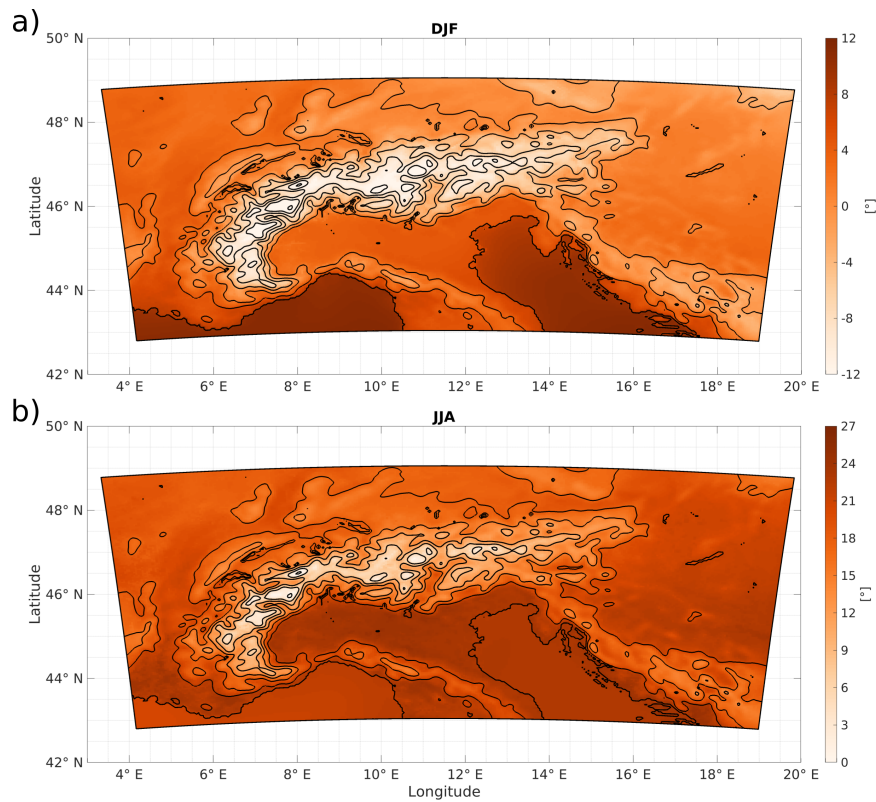 a)
DJF
50° N
48° N
46° N
44° N
42° N
Latitude
4° E 6° E 8° E 10° E 12° E 14° E 16° E 18° E 20° E
12
8
4
0
-4
-8
-12
[°]
b)
JJA
50° N
48° N
46° N
44° N
42° N
Latitude
4° E 6° E 8° E 10° E 12° E 14° E 16° E 18° E 20° E
Longitude
27
24
21
18
15
12
9
6
3
0
[°]